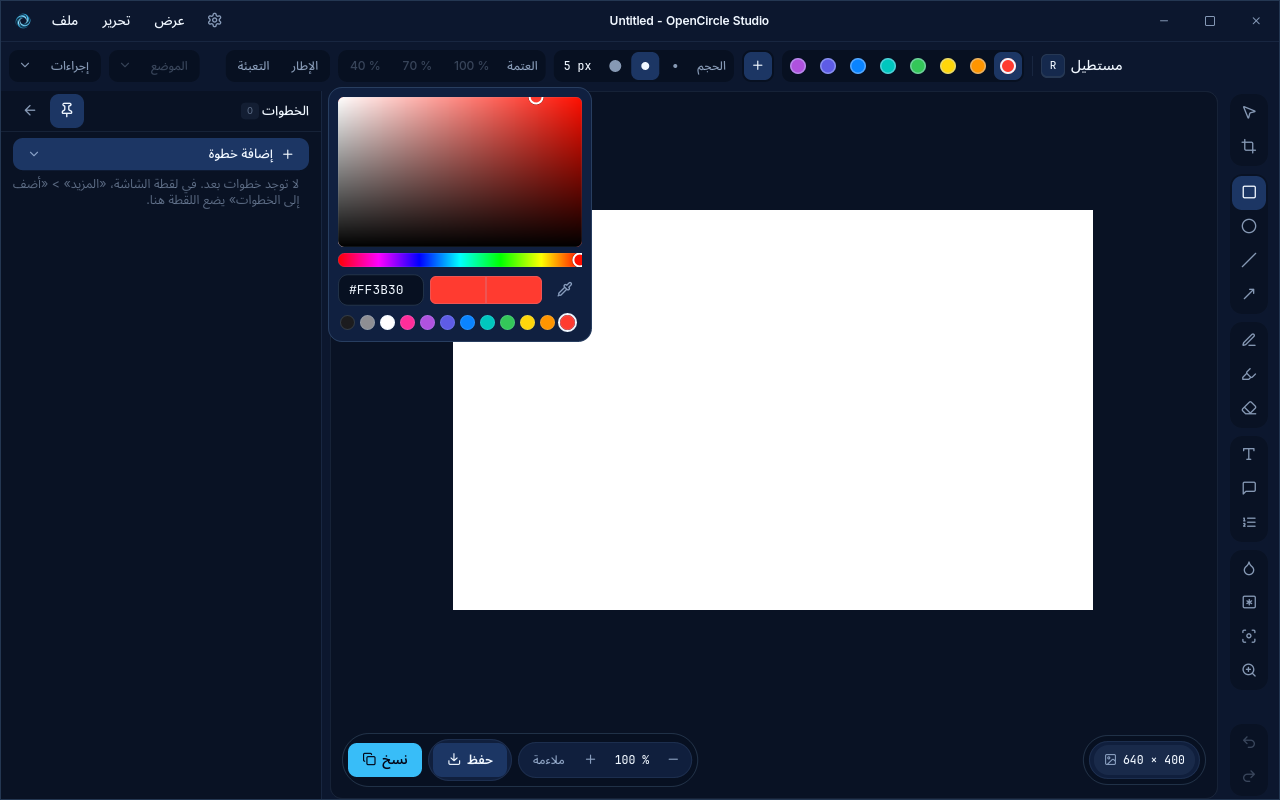 ملف
تحرير
عرض
Untitled - OpenCircle Studio
مستطيل
R
الحجم
5 px
العتمة
100 %
70 %
40 %
الإطار
التعبئة
الموضع
إجراءات
الخطوات 0
إضافة خطوة
لا توجد خطوات بعد. في لقطة الشاشة، «المزيد» > «أضف
إلى الخطوات» يضع اللقطة هنا.
#FF3B30
نسخ
حفظ
ملاءمة
100 %
640 × 400